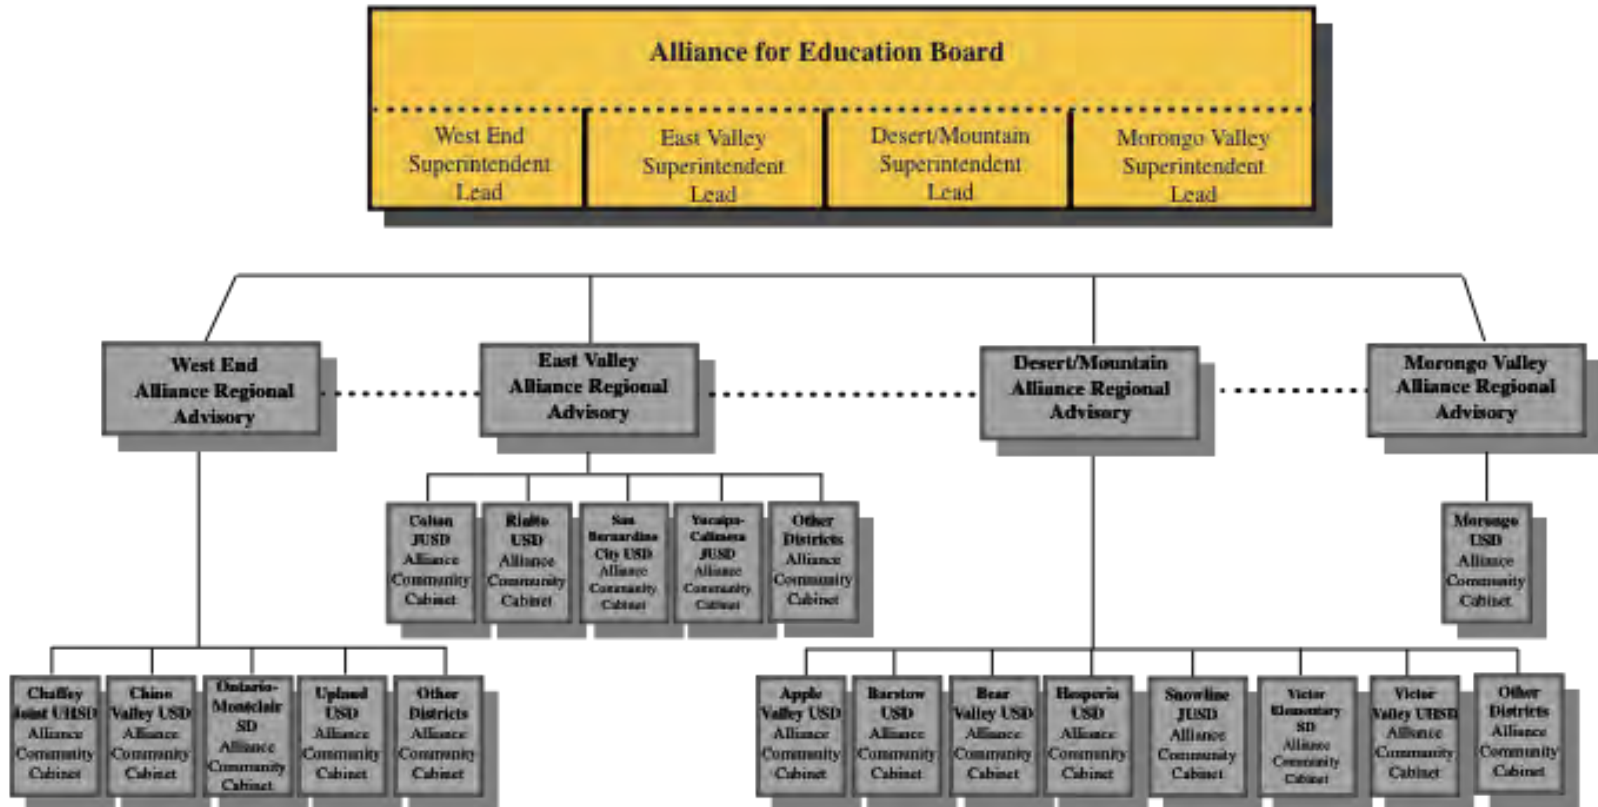 Alliance for Education Board
West End
Superintendent
Lead
East Valley
Superintendent
Lead
Desert/Mountain
Superintendent
Lead
Morongo Valley
Superintendent
Lead
West End
Alliance Regional
Advisory
East Valley
Alliance Regional
Advisory
Desert/Mountain
Alliance Regional
Advisory
Morongo Valley
Alliance Regional
Advisory
Colton
JUSD
Alliance
Community
Cabinet
Rialto
USD
Alliance
Community
Cabinet
San
Bernardino
City USD
Alliance
Community
Cabinet
Yucaipa-
Calimesa
JUSD
Alliance
Community
Cabinet
Other
Districts
Alliance
Community
Cabinet
Morongo
USD
Alliance
Community
Cabinet
Chaffey
Joint UHSD
Alliance
Community
Cabinet
Chino
Valley USD
Alliance
Community
Cabinet
Ontario-
Montclair
SD
Alliance
Community
Cabinet
Upland
USD
Alliance
Community
Cabinet
Other
Districts
Alliance
Community
Cabinet
Apple
Valley USD
Alliance
Community
Cabinet
Barstow
USD
Alliance
Community
Cabinet
Bear
Valley USD
Alliance
Community
Cabinet
Hesperia
USD
Alliance
Community
Cabinet
Snowline
JUSD
Alliance
Community
Cabinet
Victor
Elementary
SD
Alliance
Community
Cabinet
Victor
Valley UHSD
Alliance
Community
Cabinet
Other
Districts
Alliance
Community
Cabinet